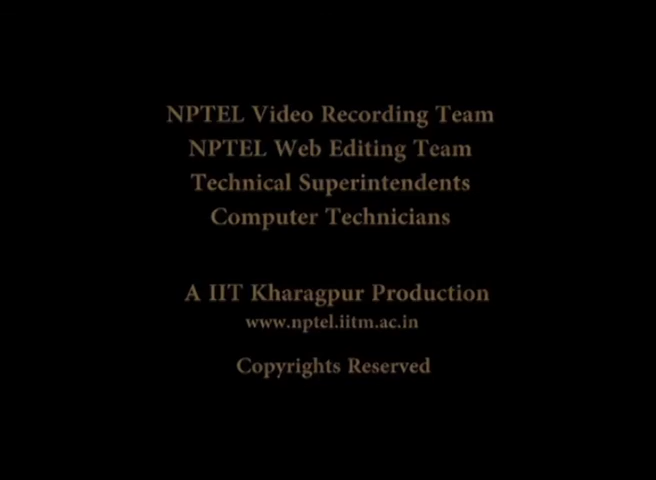 NPTEL Video Recording Team
NPTEL Web Editing Team
Technical Superintendents
Computer Technicians
A IIT Kharagpur Production
www.nptel.iitm.ac.in
Copyrights Reserved